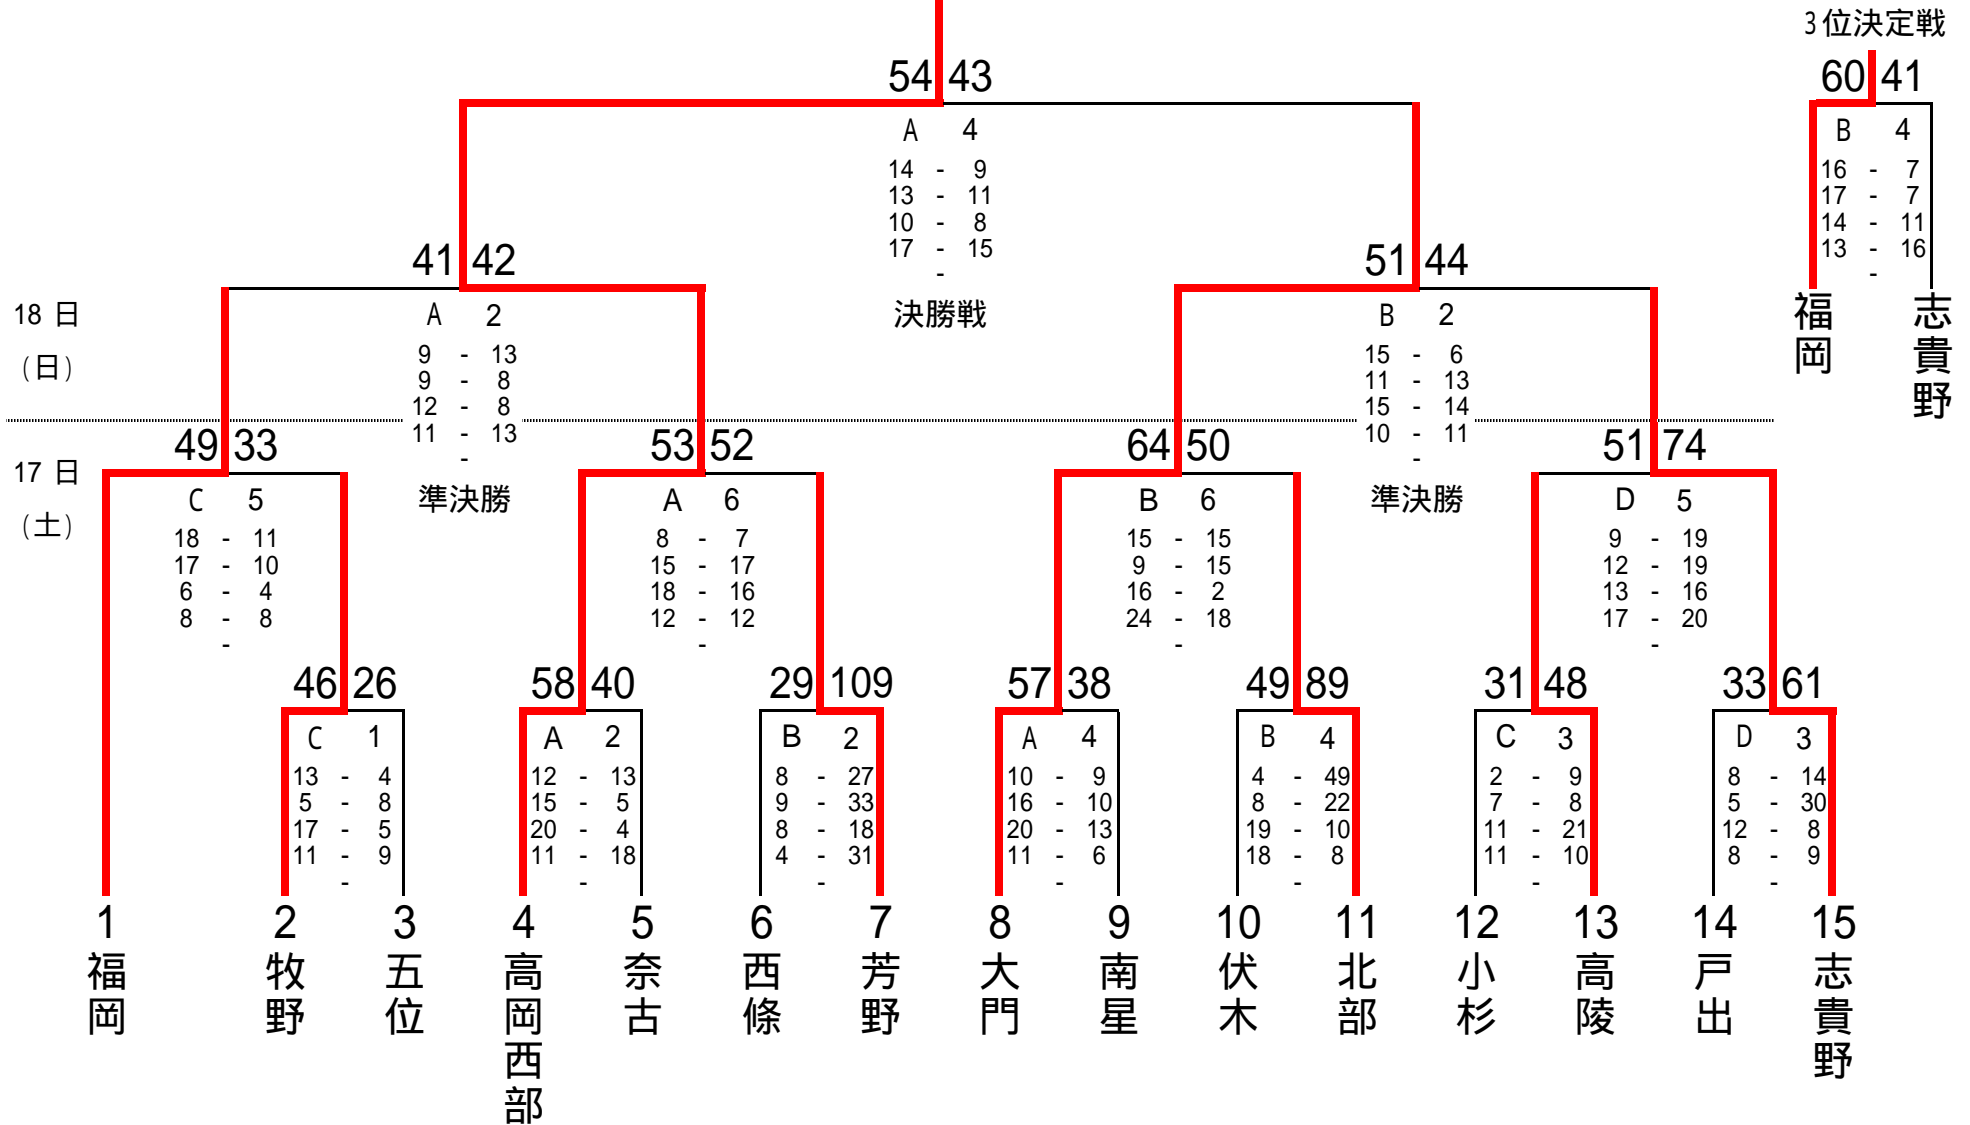 3位決定戦
54 43
60 41
A 4
14 - 9
13 - 11
10 - 8
17 - 15
-
決勝戦
B 4
16 - 7
17 - 7
14 - 11
13 - 16
-
福岡
志貴野
18 日
(日)
41 42
A 2
9 - 13
9 - 8
12 - 8
11 - 13
-
準決勝
51 44
B 2
15 - 6
11 - 13
15 - 14
10 - 11
-
準決勝
17 日
(土)
49 33
C 5
18 - 11
17 - 10
6 - 4
8 - 8
-
53 52
A 6
8 - 7
15 - 17
18 - 16
12 - 12
-
64 50
B 6
15 - 15
9 - 15
16 - 2
24 - 18
-
51 74
D 5
9 - 19
12 - 19
13 - 16
17 - 20
-
46 26
C 1
13 - 4
5 - 8
17 - 5
11 - 9
-
58 40
A 2
12 - 13
15 - 5
20 - 4
11 - 18
-
29 109
B 2
8 - 27
9 - 33
8 - 18
4 - 31
-
57 38
A 4
10 - 9
16 - 10
20 - 13
11 - 6
-
49 89
B 4
4 - 49
8 - 22
19 - 10
18 - 8
-
31 48
C 3
2 - 9
7 - 8
11 - 21
11 - 10
-
33 61
D 3
8 - 14
5 - 30
12 - 8
8 - 9
-
1 2 3 4 5 6 7 8 9 10 11 12 13 14 15
福岡
牧野
五位
高岡西部
奈古
西條
芳野
大門
南星
伏木
北部
小杉
高陵
戸出
志貴野